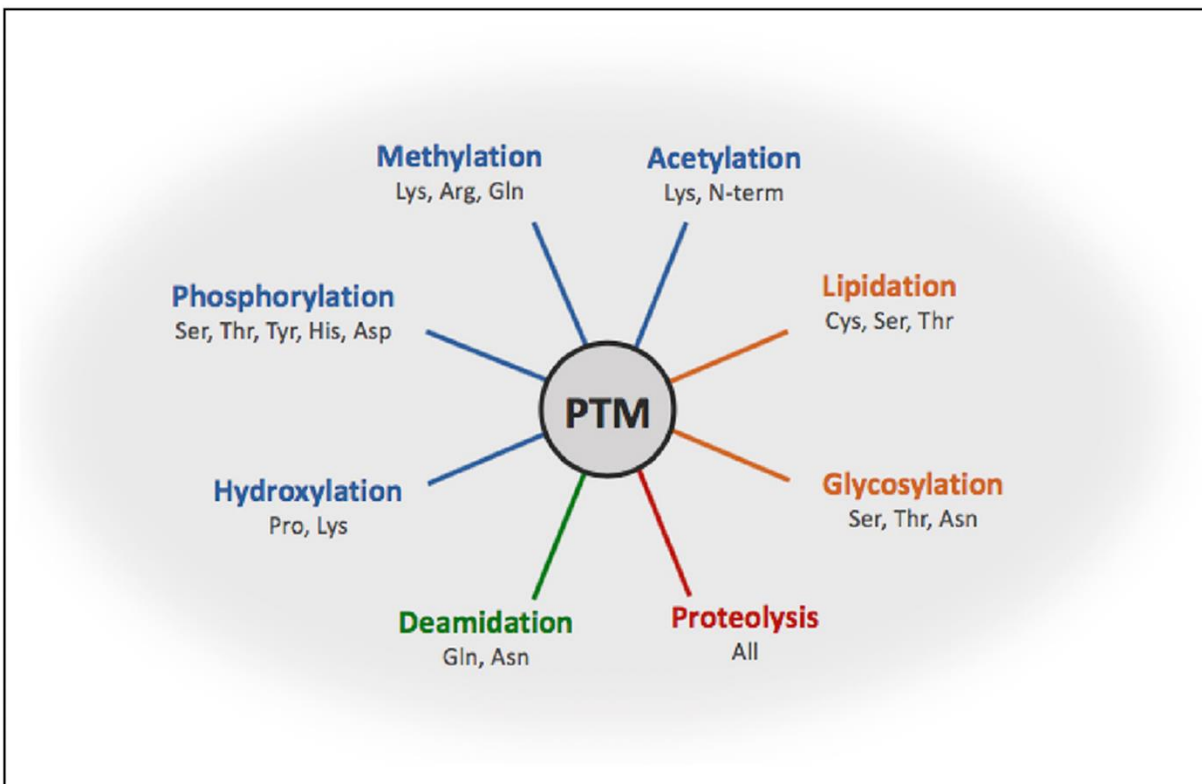 Methylation
Lys, Arg, Gln
Acetylation
Lys, N-term
Phosphorylation
Ser, Thr, Tyr, His, Asp
Lipidation
Cys, Ser, Thr
PTM
Hydroxylation
Pro, Lys
Glycosylation
Ser, Thr, Asn
Deamidation
Gln, Asn
Proteolysis
All